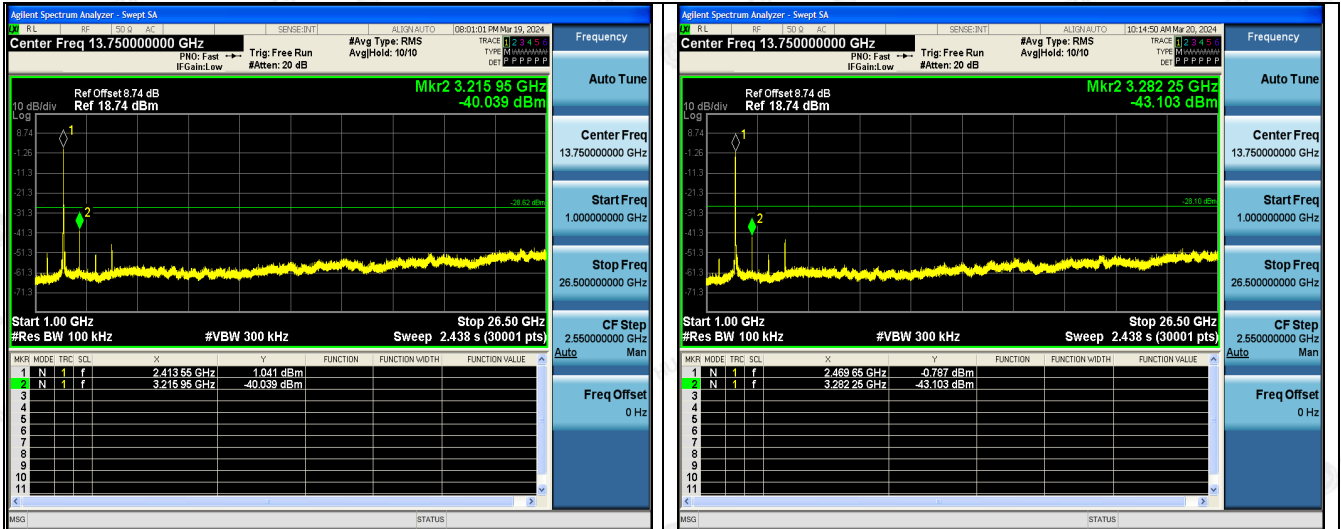 Agilent Spectrum Analyzer - Swept SA
RL RF 50 Ω AC SENSE:INT ALIGN AUTO 08:01:01 PM Mar 19, 2024
Center Freq 13.750000000 GHz
#Avg Type: RMS
TRACE 1 2 3 4 5 6
PNO: Fast
Trig: Free Run
Avg|Hold: 10/10
TYPE M
IFGain:Low
#Atten: 20 dB
DET P P P P P P
Ref Offset 8.74 dB
Mkr2 3.215 95 GHz
10 dB/div
Ref 18.74 dBm
-40.039 dBm
Log
1
8.74
-1.26
-11.3
-21.3
-28.62 dBm
2
-31.3
-41.3
-51.3
-61.3
-71.3
Start 1.00 GHz
Stop 26.50 GHz
#Res BW 100 kHz
#VBW 300 kHz
Sweep 2.438 s (30001 pts)
MKR MODE TRC SCL X Y FUNCTION FUNCTION WIDTH FUNCTION VALUE
1 N 1 f 2.413 55 GHz 1.041 dBm
2 N 1 f 3.215 95 GHz -40.039 dBm
3
4
5
6
7
8
9
10
11
MSG
STATUS
Frequency
Auto Tune
Center Freq
13.750000000 GHz
Start Freq
1.000000000 GHz
Stop Freq
26.500000000 GHz
CF Step
2.550000000 GHz
Auto Man
Freq Offset
0 Hz
Agilent Spectrum Analyzer - Swept SA
RL RF 50 Ω AC SENSE:INT ALIGN AUTO 10:14:50 AM Mar 20, 2024
Center Freq 13.750000000 GHz
#Avg Type: RMS
TRACE 1 2 3 4 5 6
PNO: Fast
Trig: Free Run
Avg|Hold: 10/10
TYPE M
IFGain:Low
#Atten: 20 dB
DET P P P P P P
Ref Offset 8.74 dB
Mkr2 3.282 25 GHz
10 dB/div
Ref 18.74 dBm
-43.103 dBm
Log
1
8.74
-1.26
-11.3
-21.3
-28.10 dBm
2
-31.3
-41.3
-51.3
-61.3
-71.3
Start 1.00 GHz
Stop 26.50 GHz
#Res BW 100 kHz
#VBW 300 kHz
Sweep 2.438 s (30001 pts)
MKR MODE TRC SCL X Y FUNCTION FUNCTION WIDTH FUNCTION VALUE
1 N 1 f 2.469 65 GHz -0.787 dBm
2 N 1 f 3.282 25 GHz -43.103 dBm
3
4
5
6
7
8
9
10
11
MSG
STATUS
Frequency
Auto Tune
Center Freq
13.750000000 GHz
Start Freq
1.000000000 GHz
Stop Freq
26.500000000 GHz
CF Step
2.550000000 GHz
Auto Man
Freq Offset
0 Hz